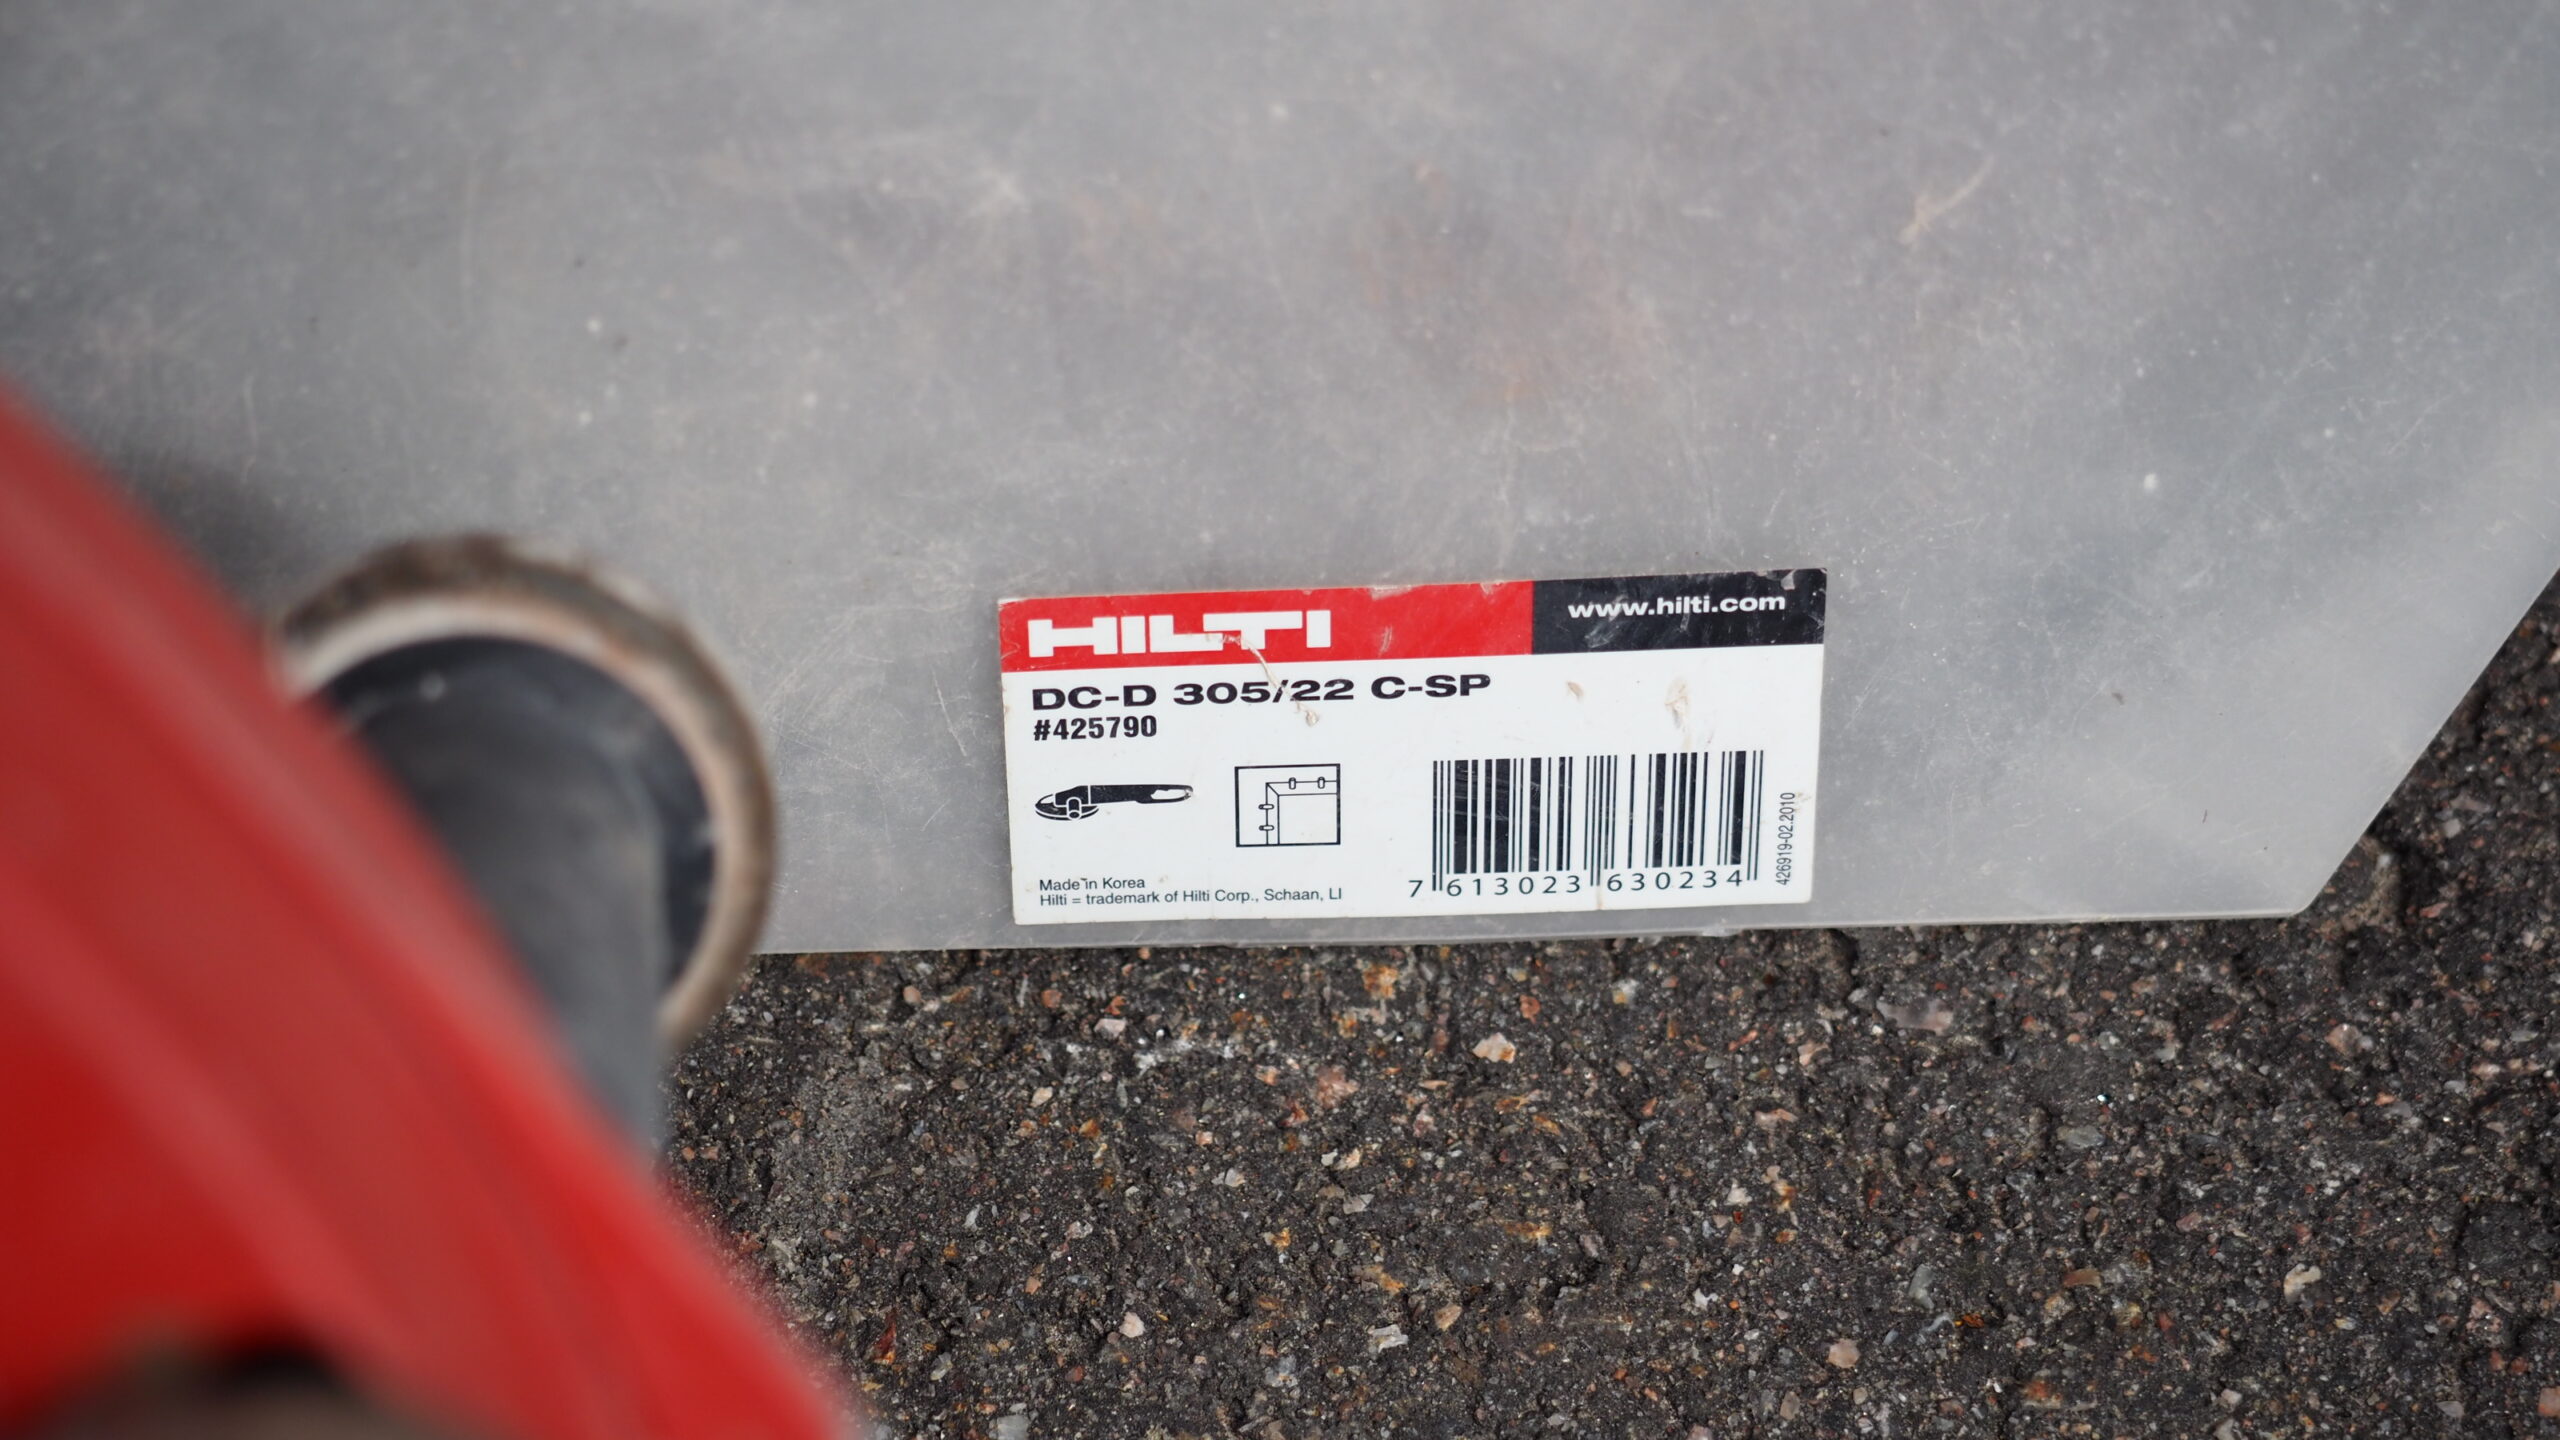 HILTI
www.hilti.com
DC-D 305/22 C-SP
#425790
Made in Korea
Hilti = trademark of Hilti Corp., Schaan, LI
7 613023 630234
426919-02.2010